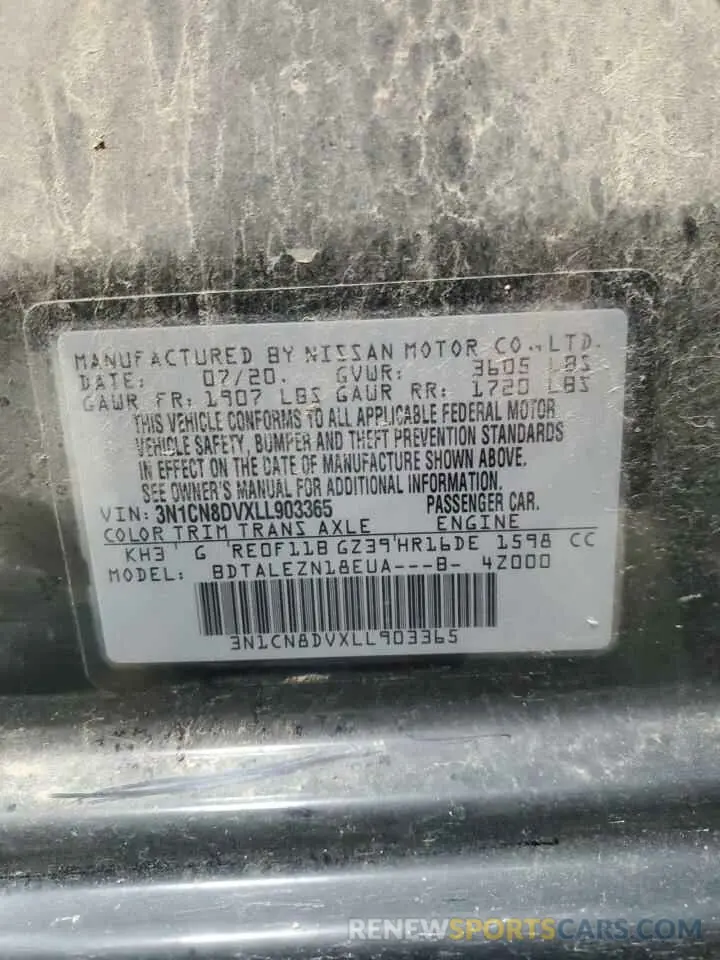 MANUFACTURED BY NISSAN MOTOR CO.,LTD.
DATE: 07/20. GVWR: 3605 LBS
GAWR FR: 1907 LBS GAWR RR: 1720 LBS
THIS VEHICLE CONFORMS TO ALL APPLICABLE FEDERAL MOTOR
VEHICLE SAFETY, BUMPER AND THEFT PREVENTION STANDARDS
IN EFFECT ON THE DATE OF MANUFACTURE SHOWN ABOVE.
SEE OWNER'S MANUAL FOR ADDITIONAL INFORMATION.
VIN: 3N1CN8DVXLL903365 PASSENGER CAR.
COLOR TRIM TRANS AXLE ENGINE
KH3 G RE0F11B GZ39 HR16DE 1598 CC
MODEL: BDTALEZN18EUA---B- 4Z000
3N1CN8DVXLL903365
RENEWSPORTSCARS.COM